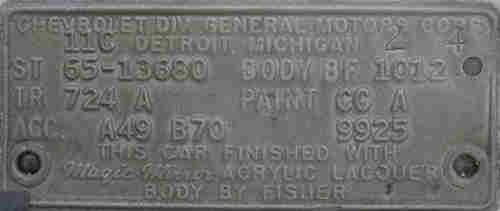 CHEVROLET DIV. GENERAL MOTORS CORP.
11C DETROIT, MICHIGAN 2 4
ST 65-13680 BODY BF 1012
TR 724 A PAINT CC A
ACC. A49 B70 9925
THIS CAR FINISHED WITH
Magic-Mirror ACRYLIC LACQUER
BODY BY FISHER